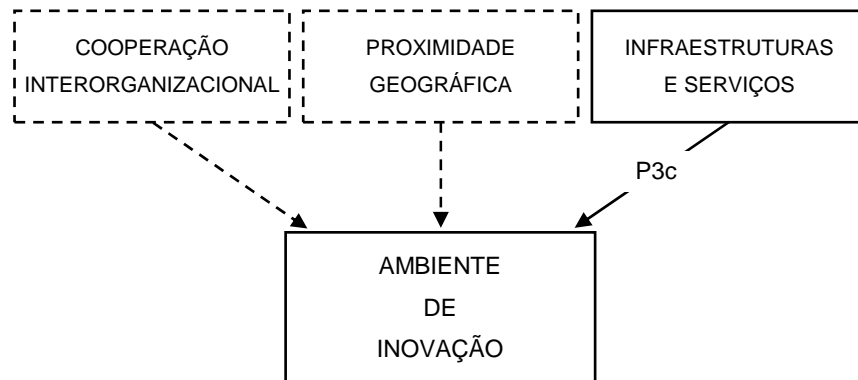 COOPERAÇÃO
INTERORGANIZACIONAL
PROXIMIDADE
GEOGRÁFICA
INFRAESTRUTURAS
E SERVIÇOS
P3c
AMBIENTE
DE
INOVAÇÃO